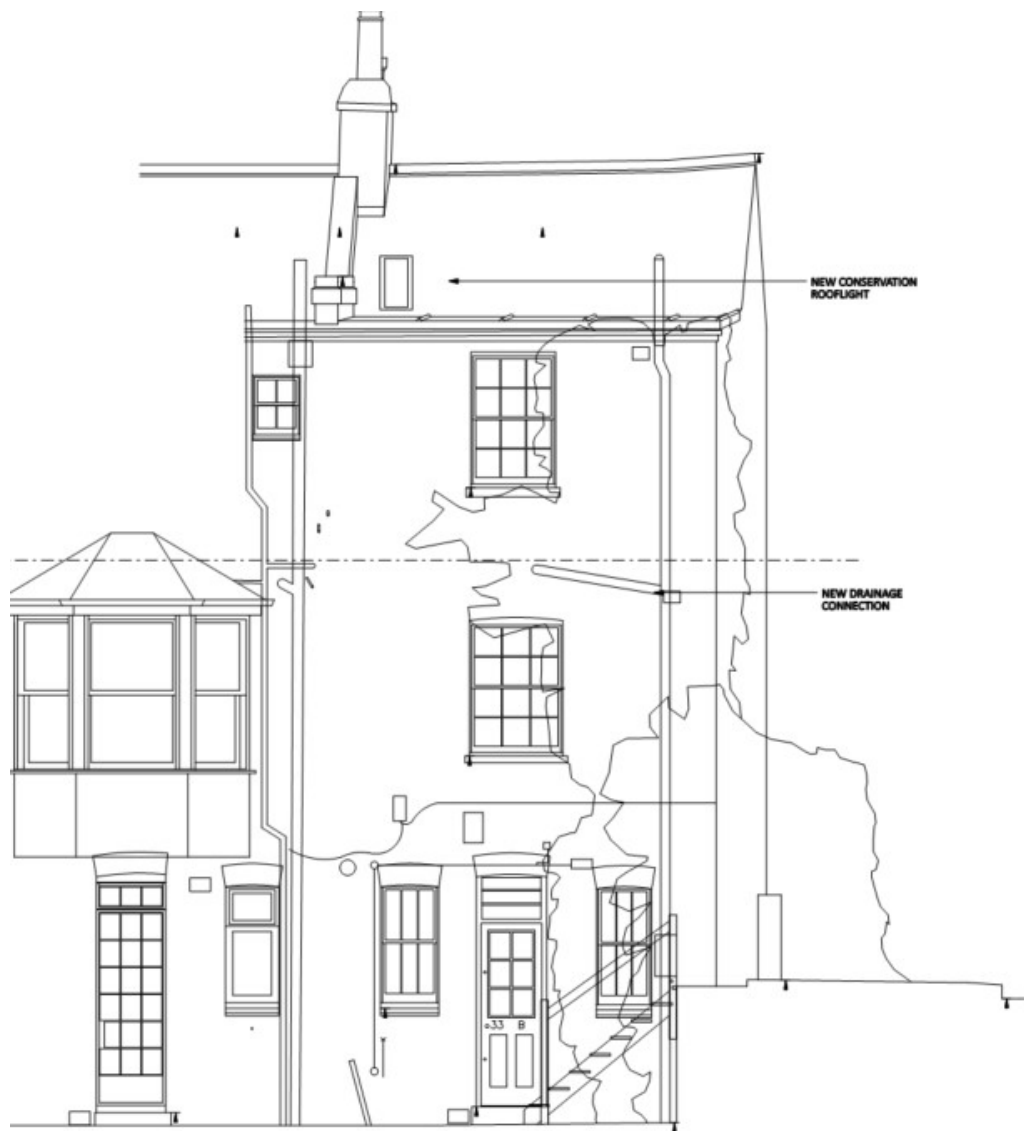 NEW CONSERVATION
ROOFLIGHT
NEW DRAINAGE
CONNECTION
33 B